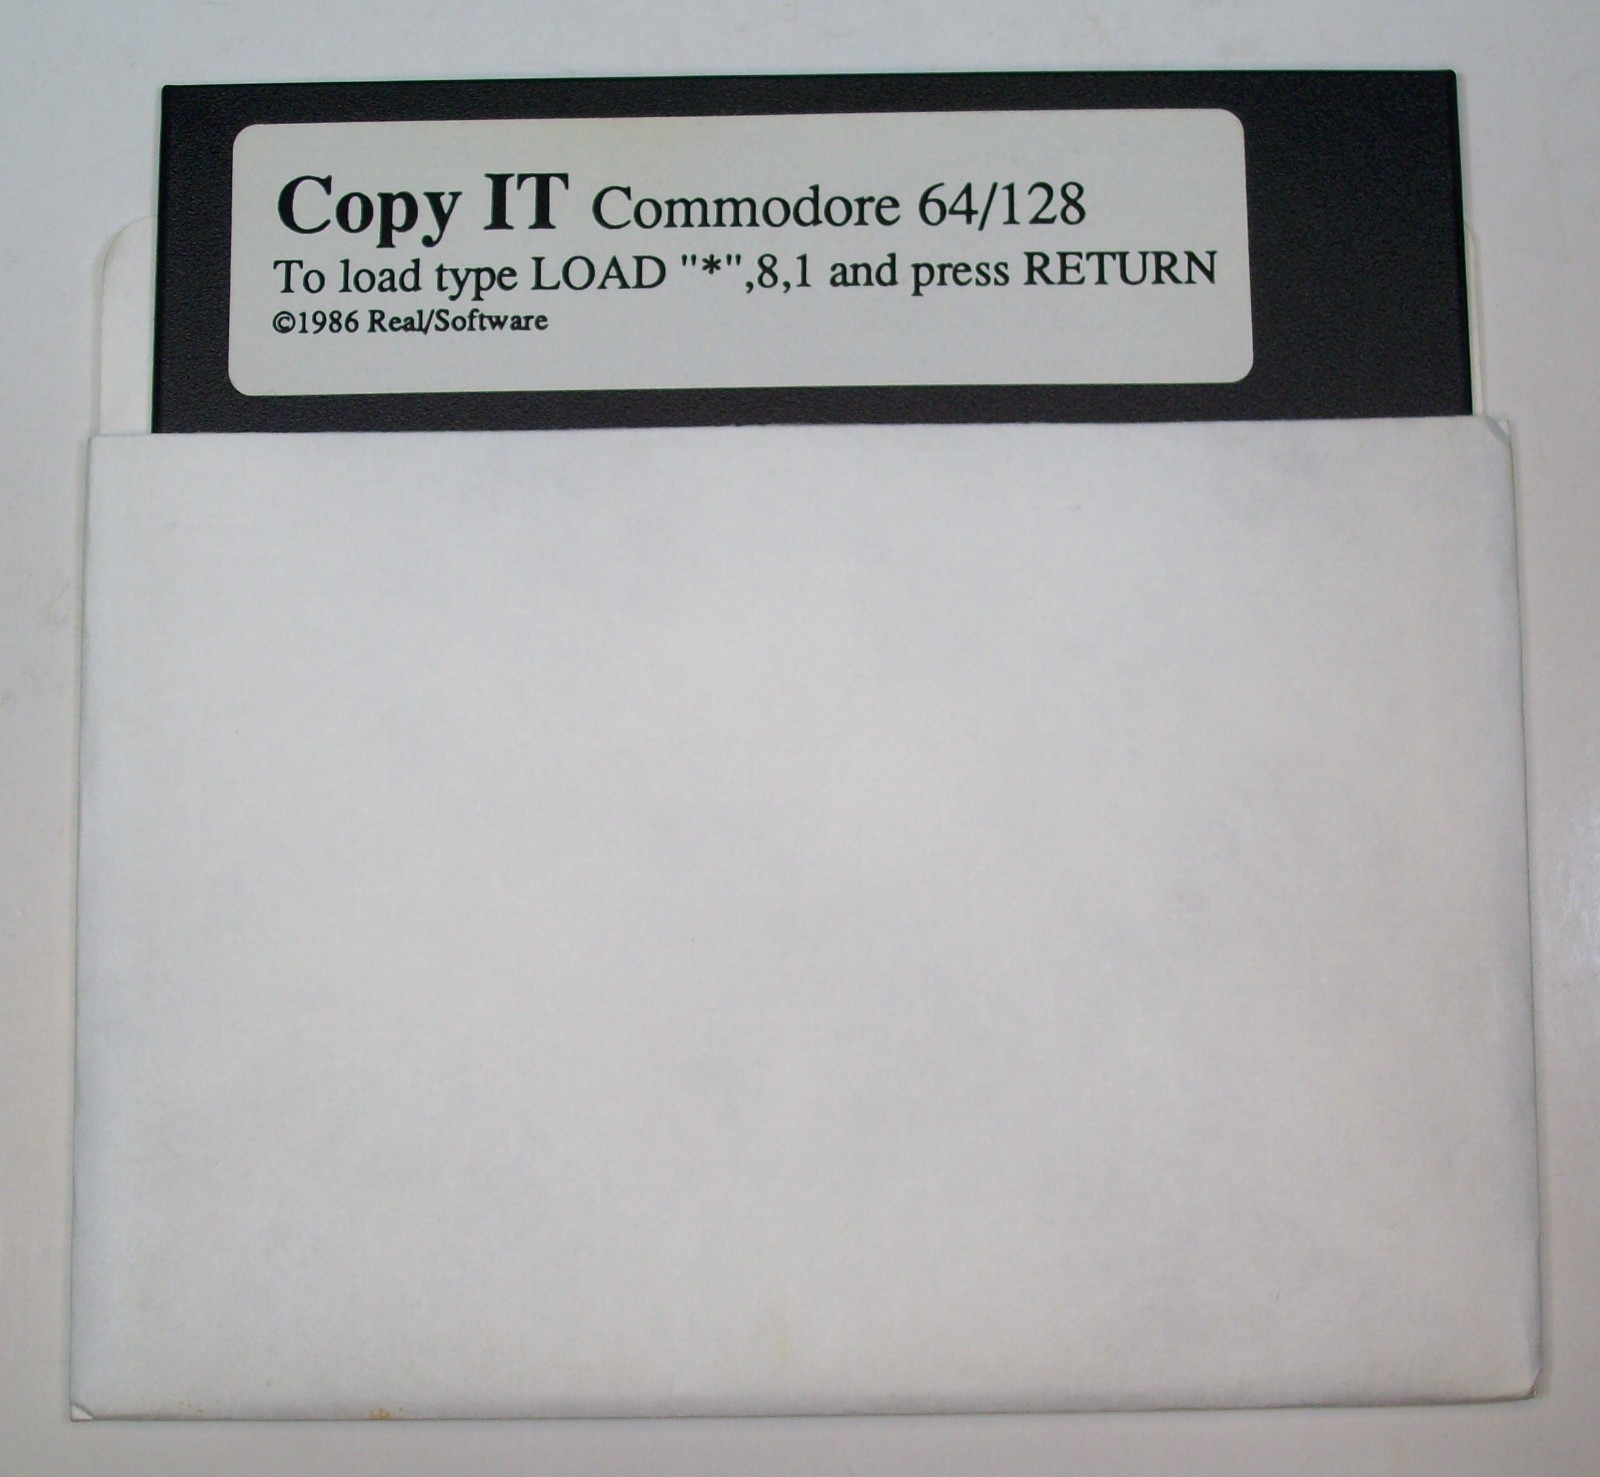 Copy IT Commodore 64/128
To load type LOAD "*",8,1 and press RETURN
©1986 Real/Software